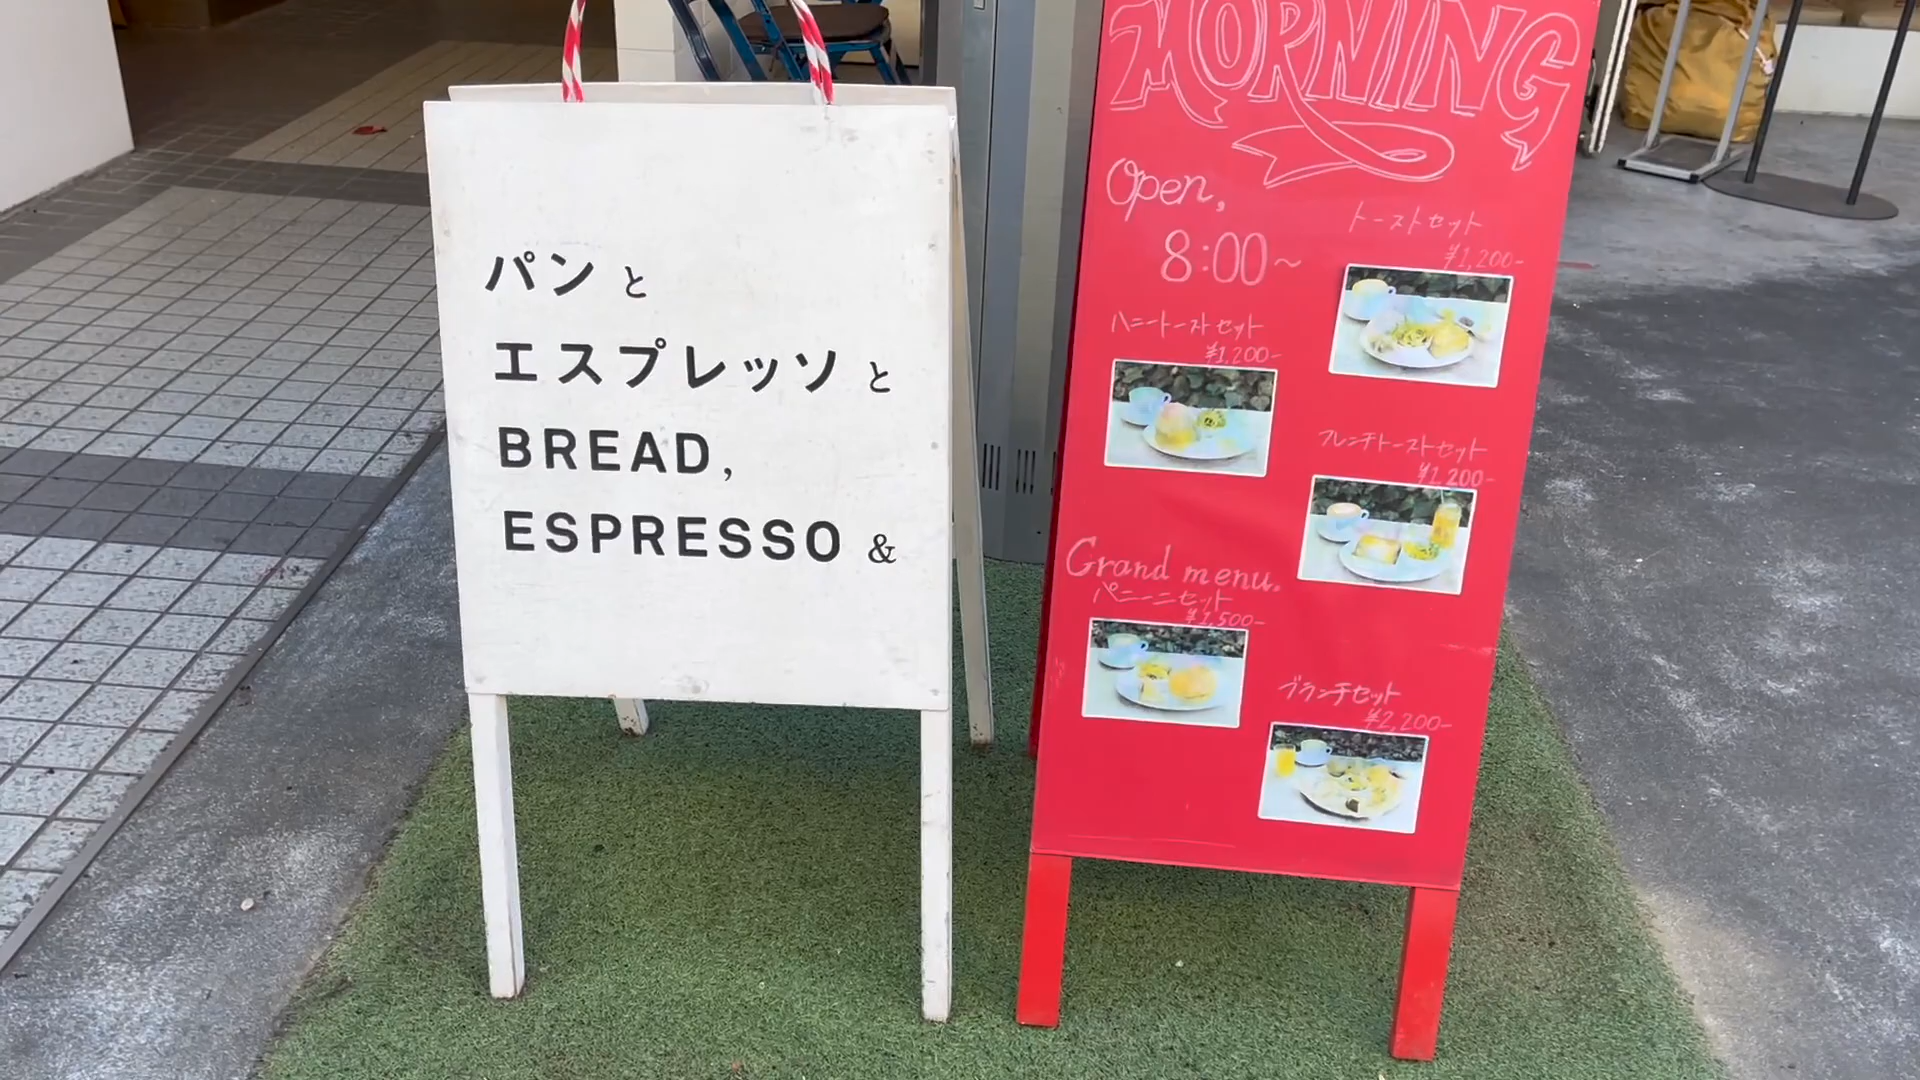 パンと
エスプレッソと
BREAD,
ESPRESSO &
MORNING
Open,
8:00~
トーストセット
¥1,200-
ハニートーストセット
¥1,200-
フレンチトーストセット
¥1,200-
Grand menu.
パニーニセット
¥1,500-
ブランチセット
¥2,200-